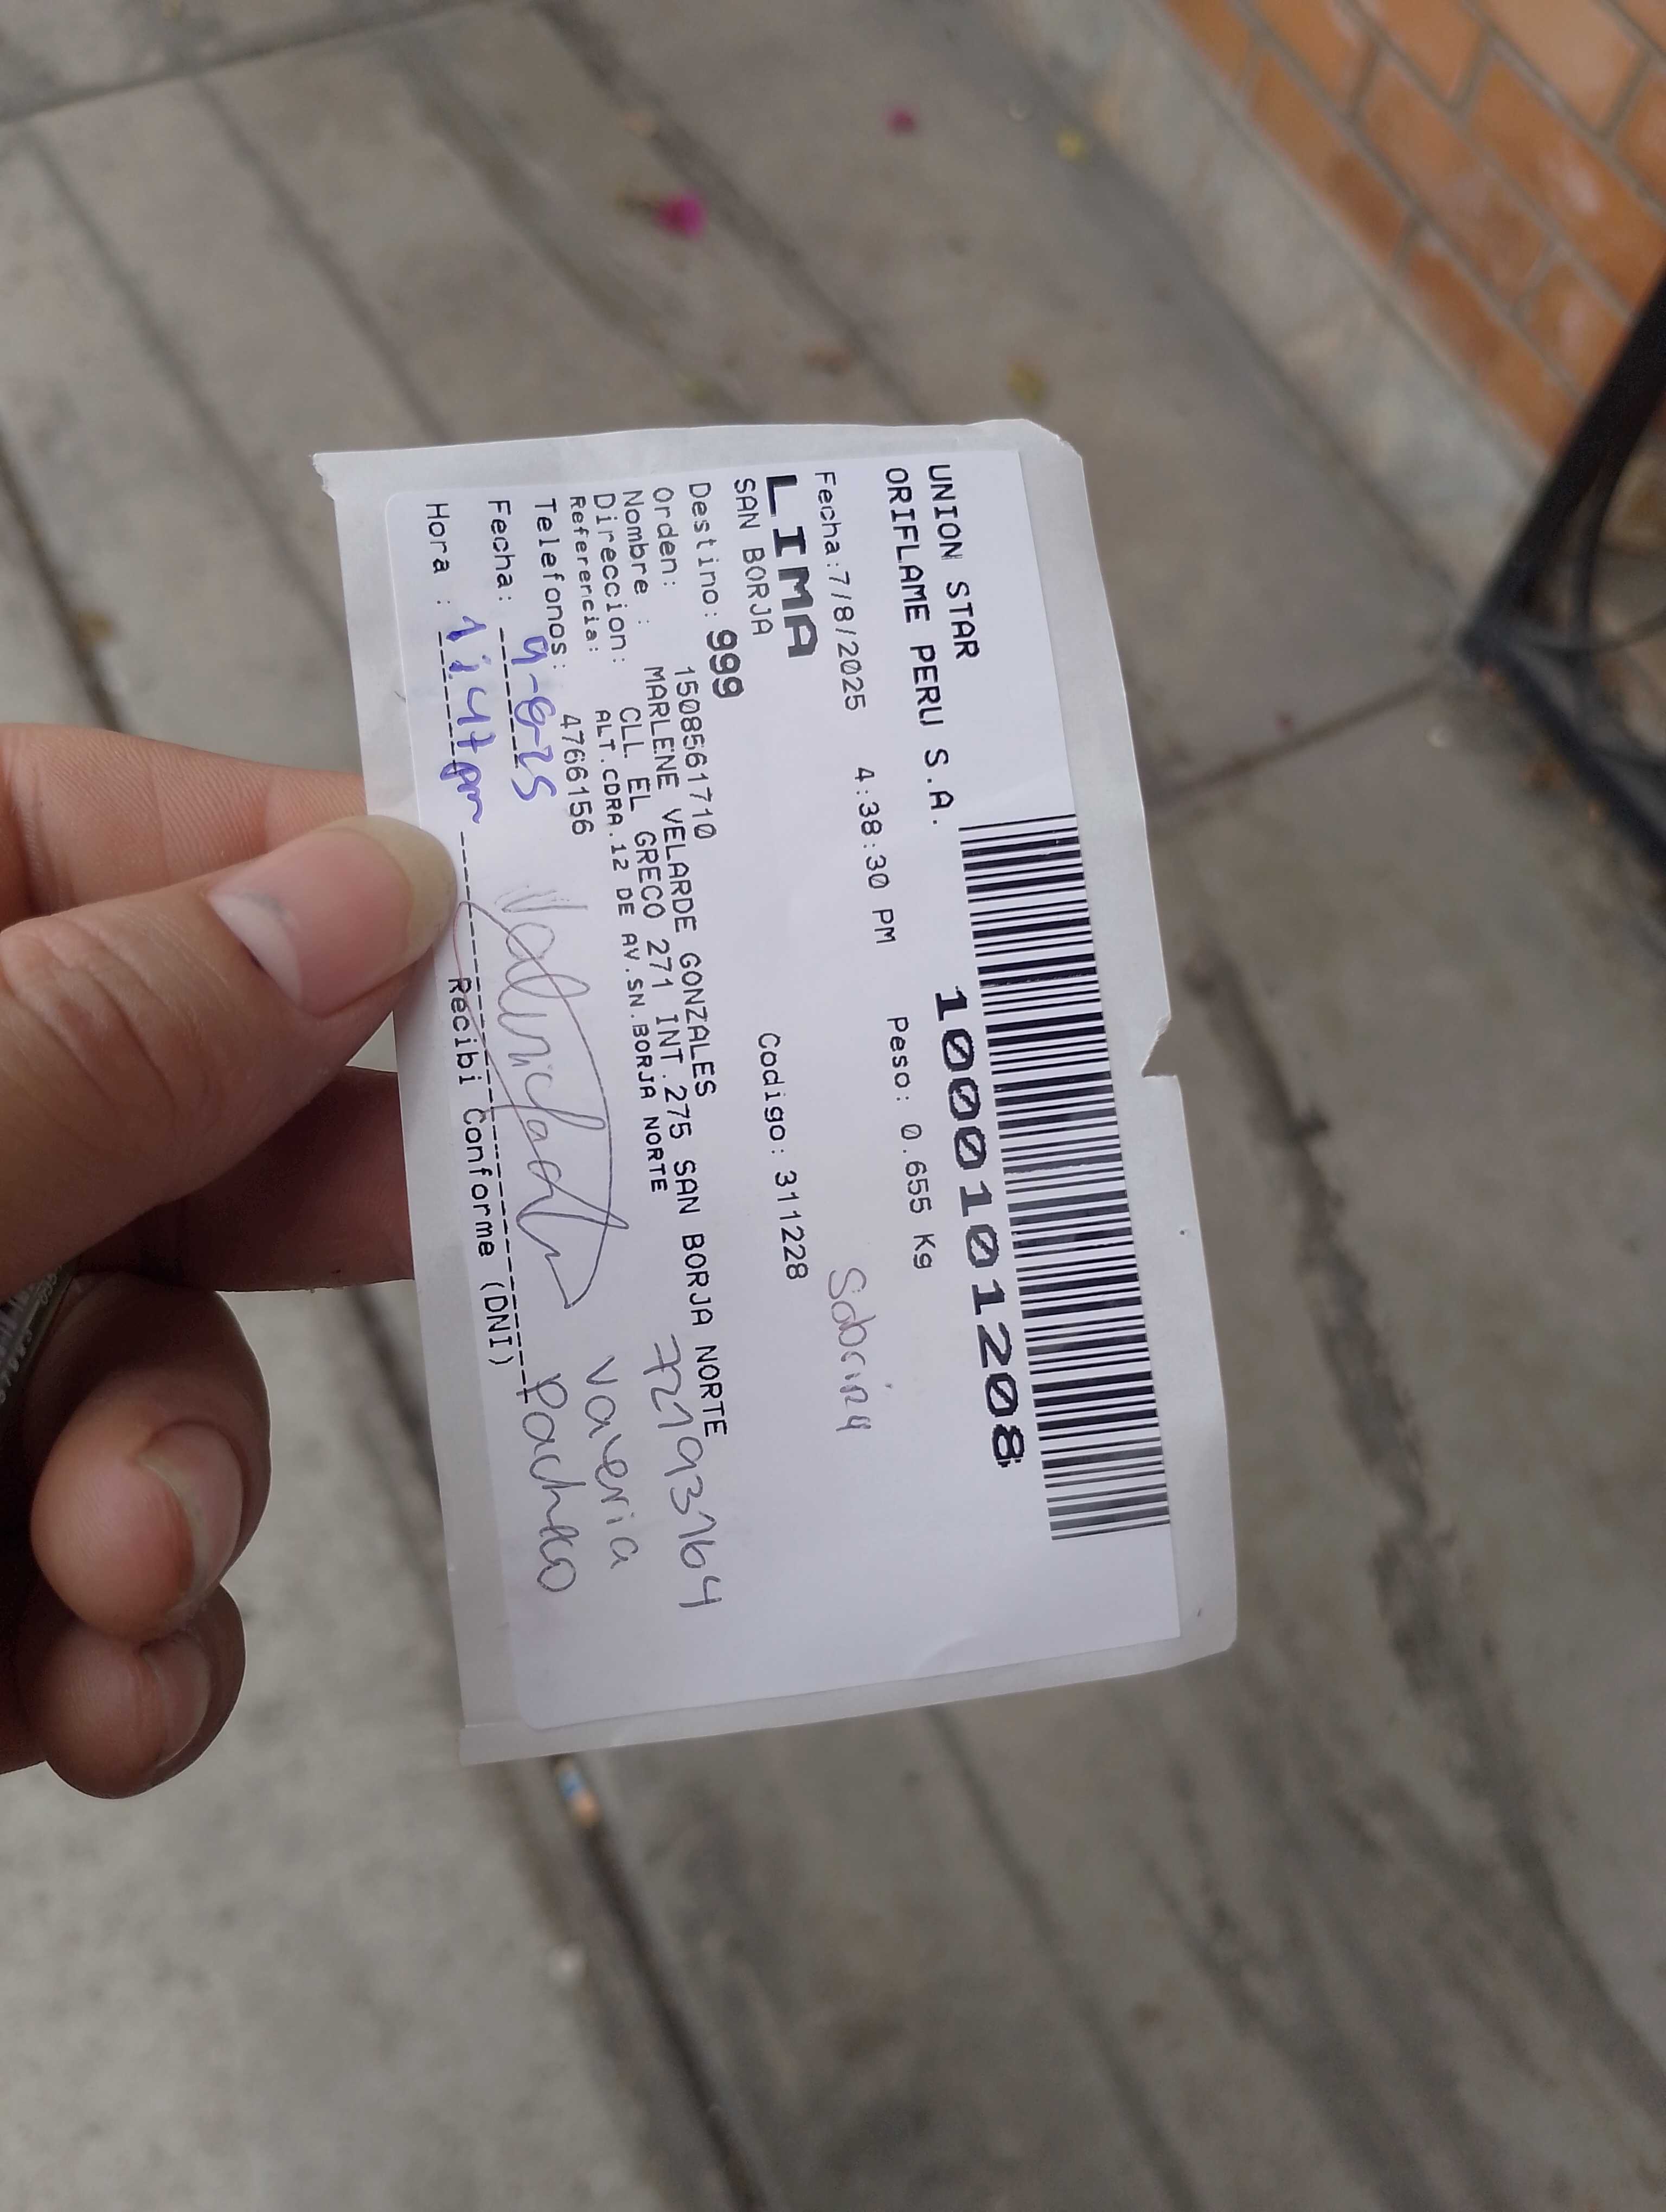 UNION STAR
ORIFLAME PERU S.A.
1000101208
Fecha:7/8/2025 4:38:30 PM Peso: 0.655 Kg
LIMA
SAN BORJA
Codigo: 311228
Sabrina
Destino: 999
Orden: 1508561710
Nombre : MARLENE VELARDE GONZALES
Direccion: CLL EL GRECO 271 INT.275 SAN BORJA NORTE
Referencia: ALT.CDRA.12 DE AV.SN.BORJA NORTE
Telefonos: 4766156
72193164
Valeria
Pacheco
Fecha: 9-8-25
Hora : 1:47pm
Recibi Conforme (DNI)